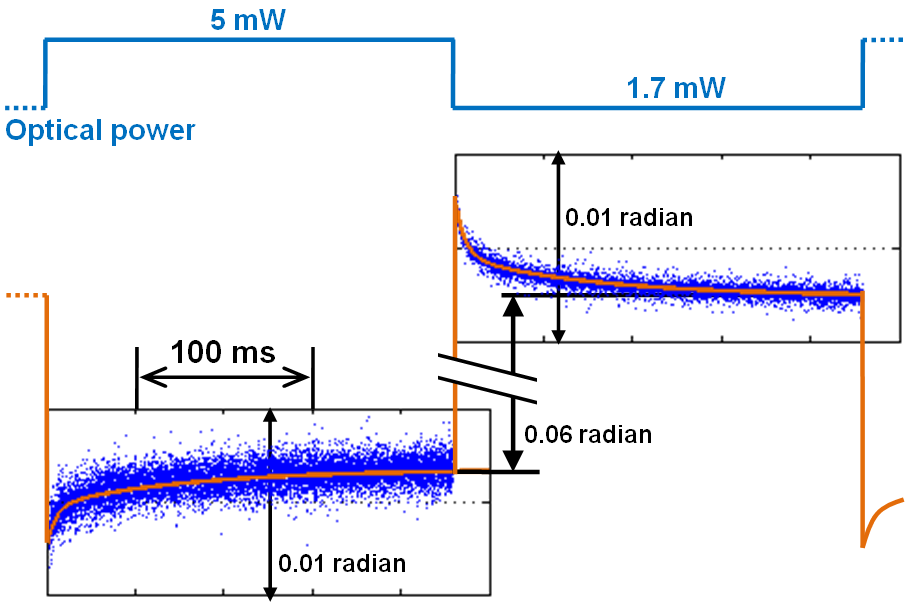 5 mW
1.7 mW
Optical power
0.01 radian
100 ms
0.06 radian
0.01 radian